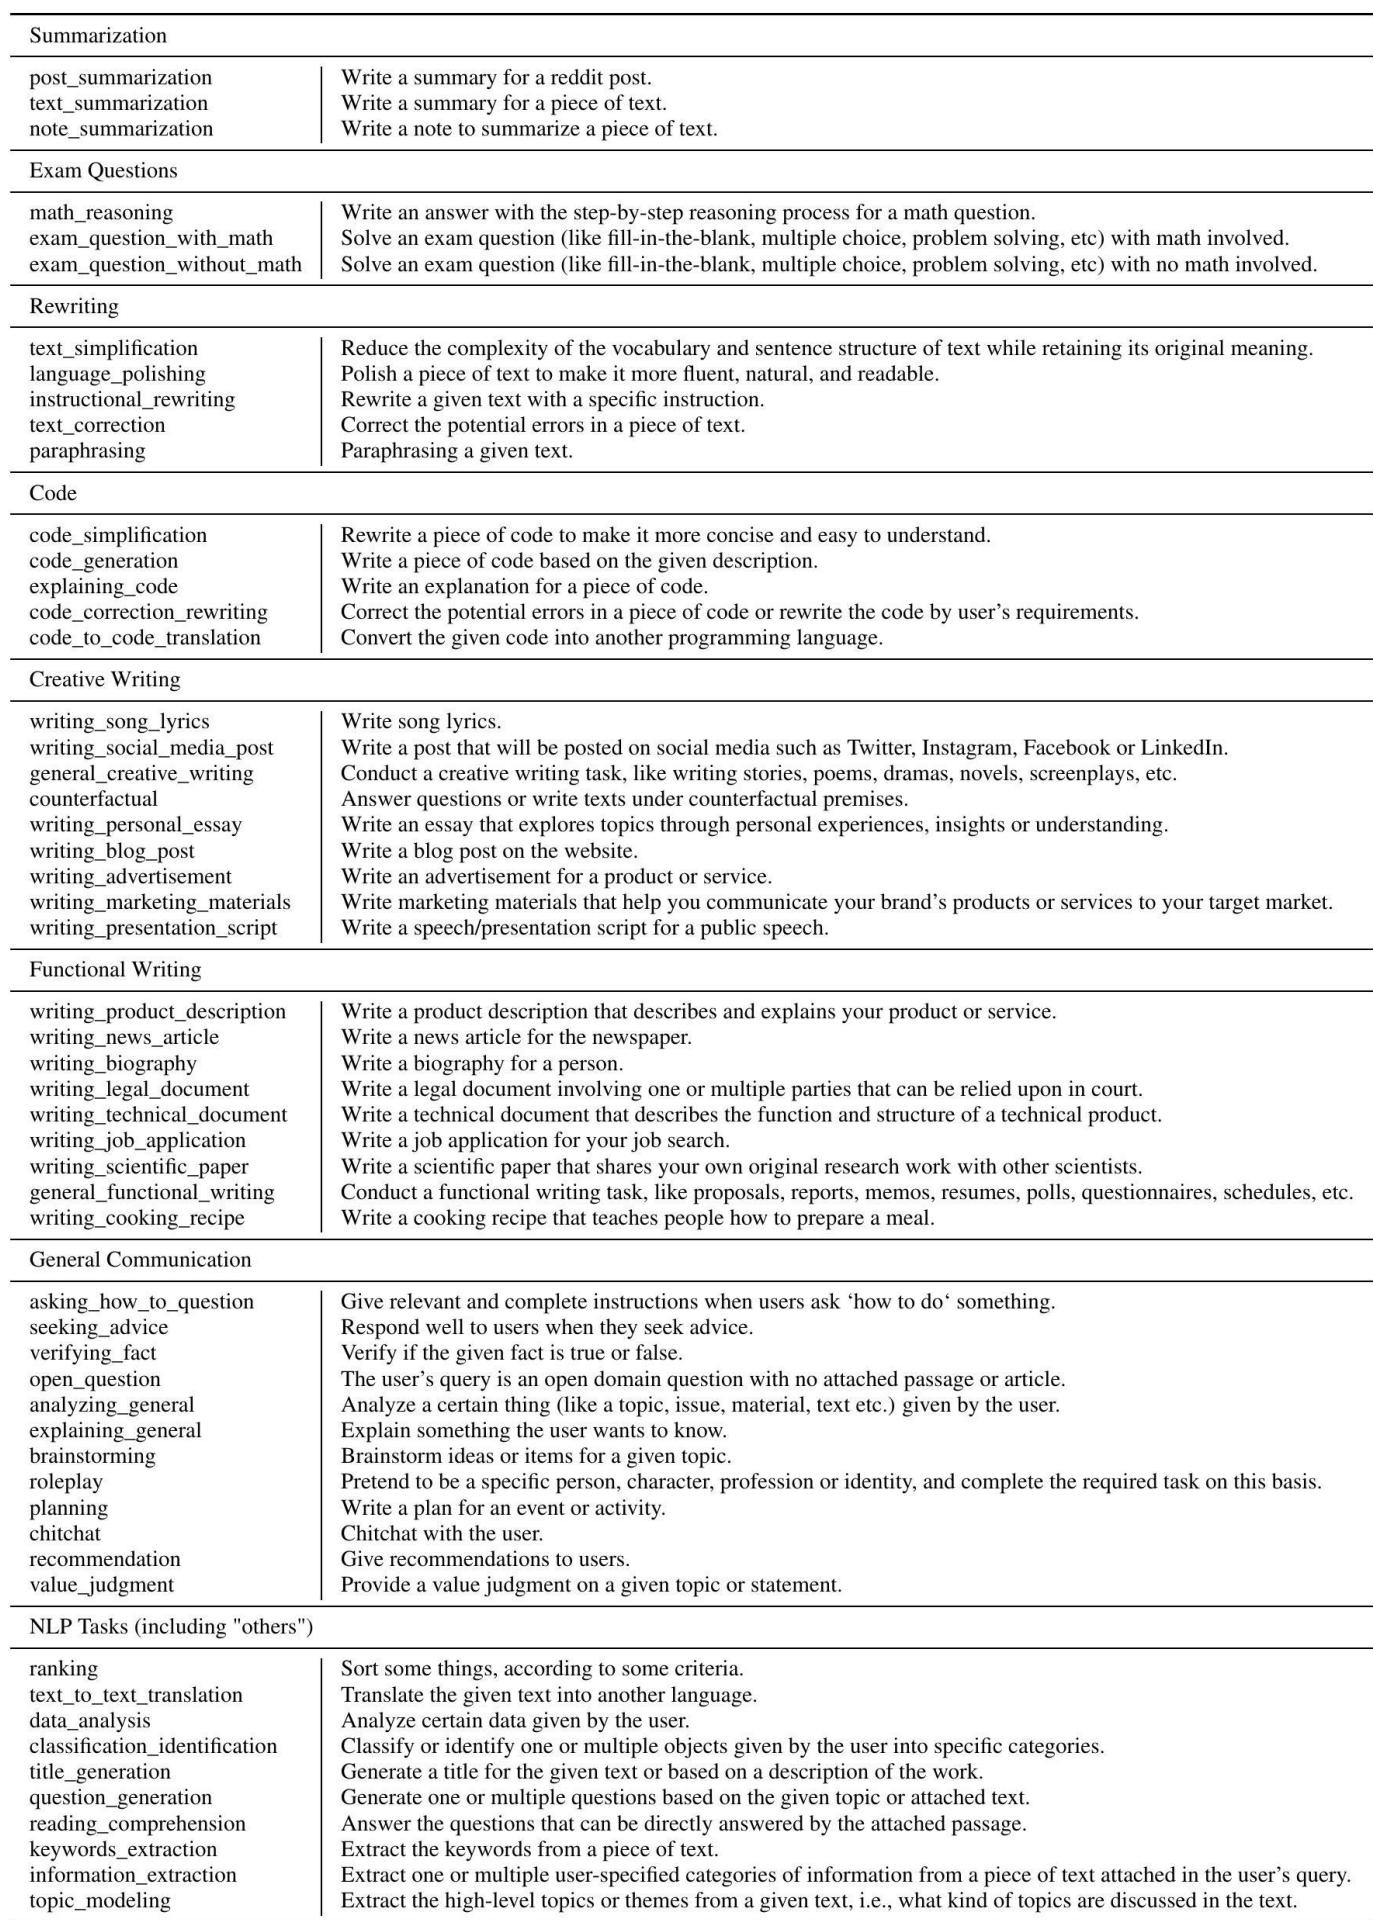 Summarization
post_summarization Write a summary for a reddit post.
text_summarization Write a summary for a piece of text.
note_summarization Write a note to summarize a piece of text.
Exam Questions
math_reasoning Write an answer with the step-by-step reasoning process for a math question.
exam_question_with_math Solve an exam question (like fill-in-the-blank, multiple choice, problem solving, etc) with math involved.
exam_question_without_math Solve an exam question (like fill-in-the-blank, multiple choice, problem solving, etc) with no math involved.
Rewriting
text_simplification Reduce the complexity of the vocabulary and sentence structure of text while retaining its original meaning.
language_polishing Polish a piece of text to make it more fluent, natural, and readable.
instructional_rewriting Rewrite a given text with a specific instruction.
text_correction Correct the potential errors in a piece of text.
paraphrasing Paraphrasing a given text.
Code
code_simplification Rewrite a piece of code to make it more concise and easy to understand.
code_generation Write a piece of code based on the given description.
explaining_code Write an explanation for a piece of code.
code_correction_rewriting Correct the potential errors in a piece of code or rewrite the code by user's requirements.
code_to_code_translation Convert the given code into another programming language.
Creative Writing
writing_song_lyrics Write song lyrics.
writing_social_media_post Write a post that will be posted on social media such as Twitter, Instagram, Facebook or LinkedIn.
general_creative_writing Conduct a creative writing task, like writing stories, poems, dramas, novels, screenplays, etc.
counterfactual Answer questions or write texts under counterfactual premises.
writing_personal_essay Write an essay that explores topics through personal experiences, insights or understanding.
writing_blog_post Write a blog post on the website.
writing_advertisement Write an advertisement for a product or service.
writing_marketing_materials Write marketing materials that help you communicate your brand's products or services to your target market.
writing_presentation_script Write a speech/presentation script for a public speech.
Functional Writing
writing_product_description Write a product description that describes and explains your product or service.
writing_news_article Write a news article for the newspaper.
writing_biography Write a biography for a person.
writing_legal_document Write a legal document involving one or multiple parties that can be relied upon in court.
writing_technical_document Write a technical document that describes the function and structure of a technical product.
writing_job_application Write a job application for your job search.
writing_scientific_paper Write a scientific paper that shares your own original research work with other scientists.
general_functional_writing Conduct a functional writing task, like proposals, reports, memos, resumes, polls, questionnaires, schedules, etc.
writing_cooking_recipe Write a cooking recipe that teaches people how to prepare a meal.
General Communication
asking_how_to_question Give relevant and complete instructions when users ask ‘how to do‘ something.
seeking_advice Respond well to users when they seek advice.
verifying_fact Verify if the given fact is true or false.
open_question The user's query is an open domain question with no attached passage or article.
analyzing_general Analyze a certain thing (like a topic, issue, material, text etc.) given by the user.
explaining_general Explain something the user wants to know.
brainstorming Brainstorm ideas or items for a given topic.
roleplay Pretend to be a specific person, character, profession or identity, and complete the required task on this basis.
planning Write a plan for an event or activity.
chitchat Chitchat with the user.
recommendation Give recommendations to users.
value_judgment Provide a value judgment on a given topic or statement.
NLP Tasks (including "others")
ranking Sort some things, according to some criteria.
text_to_text_translation Translate the given text into another language.
data_analysis Analyze certain data given by the user.
classification_identification Classify or identify one or multiple objects given by the user into specific categories.
title_generation Generate a title for the given text or based on a description of the work.
question_generation Generate one or multiple questions based on the given topic or attached text.
reading_comprehension Answer the questions that can be directly answered by the attached passage.
keywords_extraction Extract the keywords from a piece of text.
information_extraction Extract one or multiple user-specified categories of information from a piece of text attached in the user's query.
topic_modeling Extract the high-level topics or themes from a given text, i.e., what kind of topics are discussed in the text.